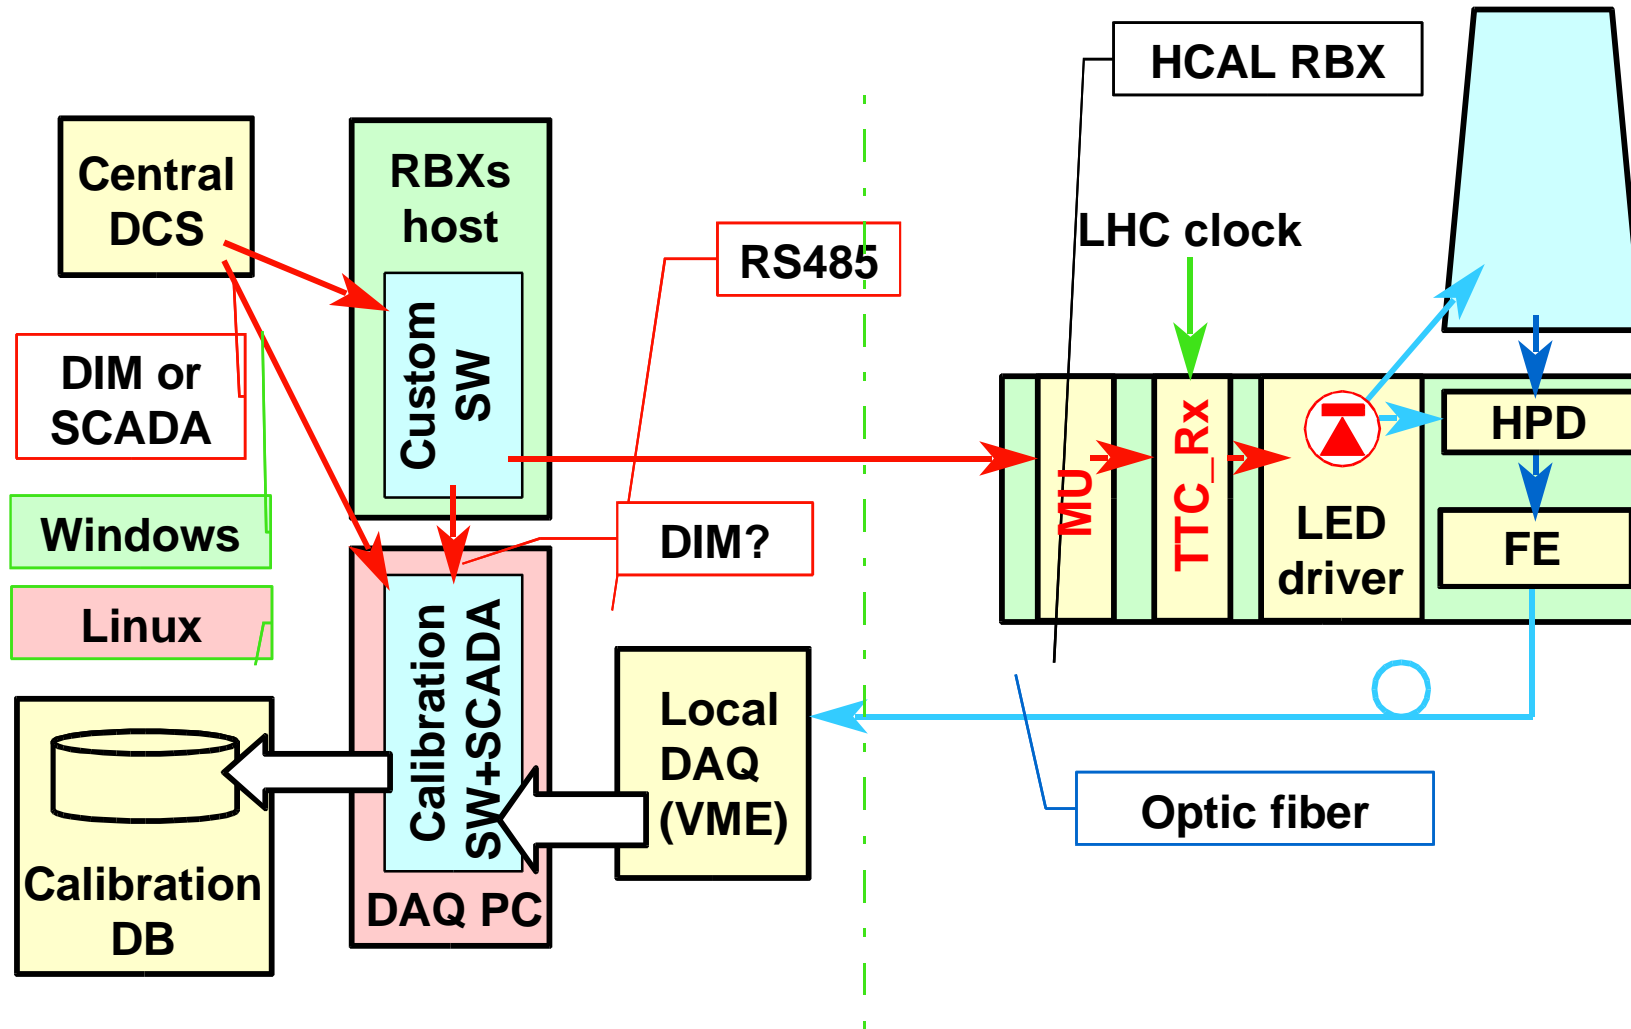 HCAL RBX
Central
DCS
RBXs
host
LHC clock
RS485
Custom
SW
DIM or
SCADA
MU
TTC_Rx
LED
driver
HPD
FE
Windows
DIM?
Linux
Calibration
SW+SCADA
Local
DAQ
(VME)
Optic fiber
Calibration
DB
DAQ PC